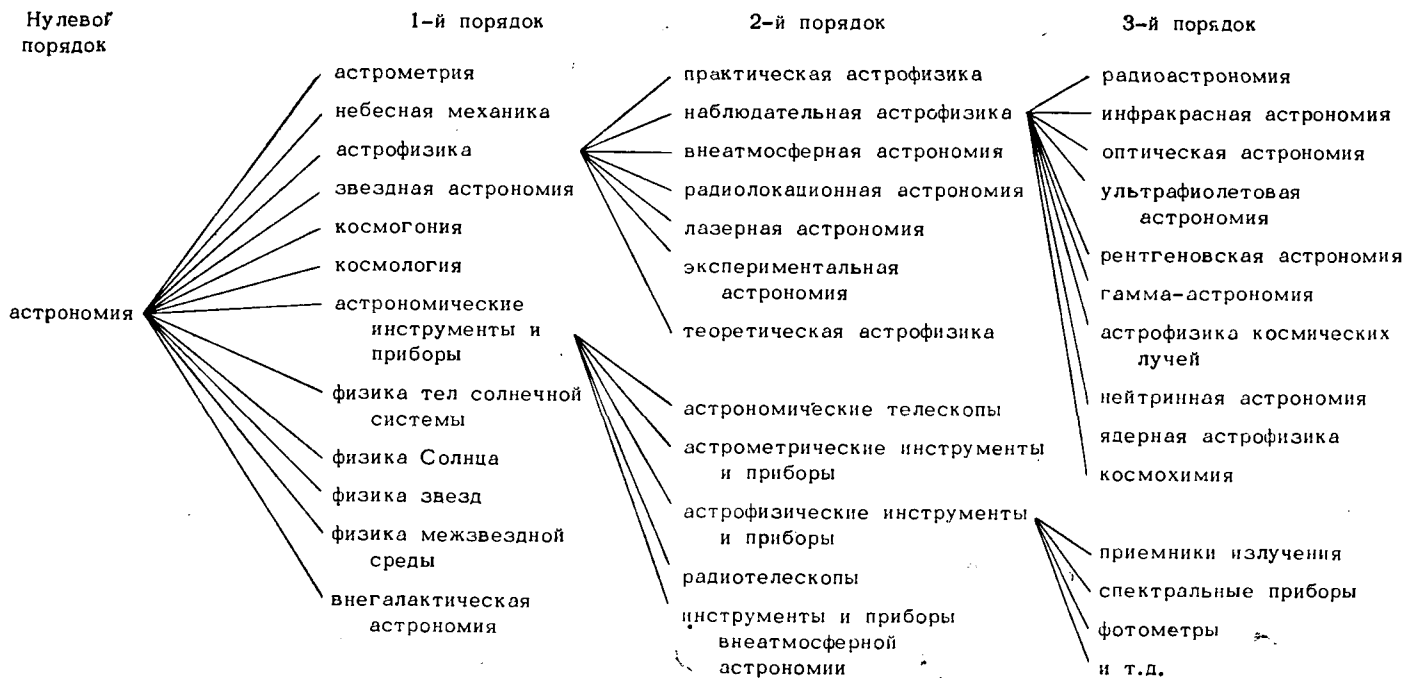 Нулевой порядок
1-й порядок
2-й порядок
3-й порядок
астрономия
астрометрия
небесная механика
астрофизика
звездная астрономия
космогония
космология
астрономические
инструменты и
приборы
физика тел солнечной
системы
физика Солнца
физика звезд
физика межзвездной
среды
внегалактическая
астрономия
практическая астрофизика
наблюдательная астрофизика
внеатмосферная астрономия
радиолокационная астрономия
лазерная астрономия
экспериментальная
астрономия
теоретическая астрофизика
астрономические телескопы
астрометрические инструменты
и приборы
астрофизические инструменты
и приборы
радиотелескопы
инструменты и приборы
внеатмосферной
астрономии
радиоастрономия
инфракрасная астрономия
оптическая астрономия
ультрафиолетовая
астрономия
рентгеновская астрономия
гамма-астрономия
астрофизика космических
лучей
нейтринная астрономия
ядерная астрофизика
космохимия
приемники излучения
спектральные приборы
фотометры
и т.д.